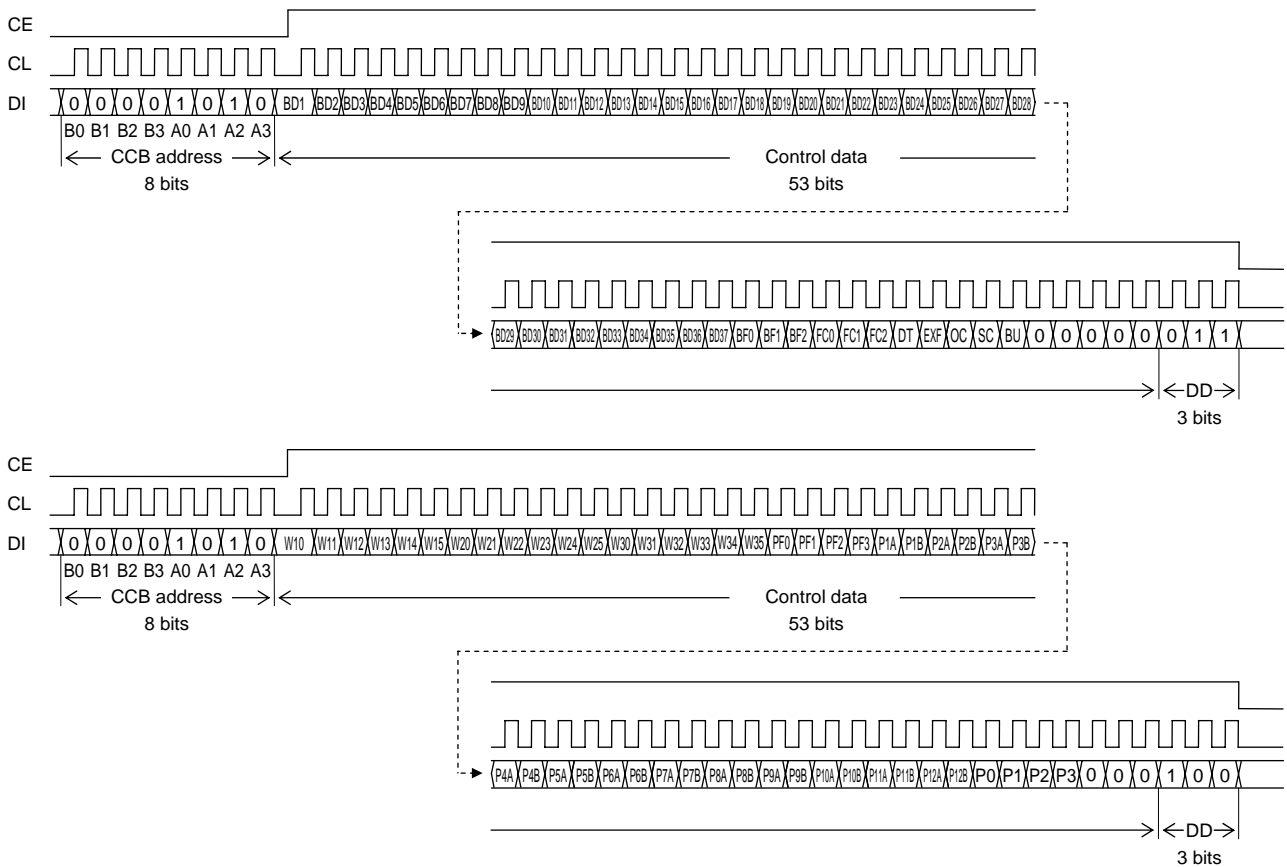 CE
CL
DI 0 0 0 0 1 0 1 0 BD1 BD2 BD3 BD4 BD5 BD6 BD7 BD8 BD9 BD10 BD11 BD12 BD13 BD14 BD15 BD16 BD17 BD18 BD19 BD20 BD21 BD22 BD23 BD24 BD25 BD26 BD27 BD28
B0 B1 B2 B3 A0 A1 A2 A3
CCB address Control data
8 bits 53 bits
BD29 BD30 BD31 BD32 BD33 BD34 BD35 BD36 BD37 BF0 BF1 BF2 FC0 FC1 FC2 DT EXF OC SC BU 0 0 0 0 0 0 1 1
DD
3 bits
CE
CL
DI 0 0 0 0 1 0 1 0 W10 W11 W12 W13 W14 W15 W20 W21 W22 W23 W24 W25 W30 W31 W32 W33 W34 W35 PF0 PF1 PF2 PF3 P1A P1B P2A P2B P3A P3B
B0 B1 B2 B3 A0 A1 A2 A3
CCB address Control data
8 bits 53 bits
P4A P4B P5A P5B P6A P6B P7A P7B P8A P8B P9A P9B P10A P10B P11A P11B P12A P12B P0 P1 P2 P3 0 0 0 1 0 0
DD
3 bits